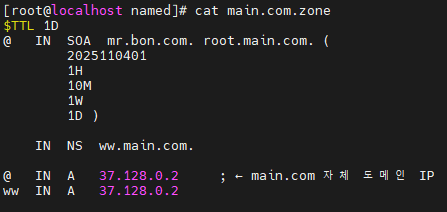 [root@localhost named]# cat main.com.zone
$TTL 1D
@ IN SOA mr.bon.com. root.main.com. (
2025110401
1H
10M
1W
1D )
IN NS ww.main.com.
@ IN A 37.128.0.2 ; ← main.com 자체 도메인 IP
ww IN A 37.128.0.2